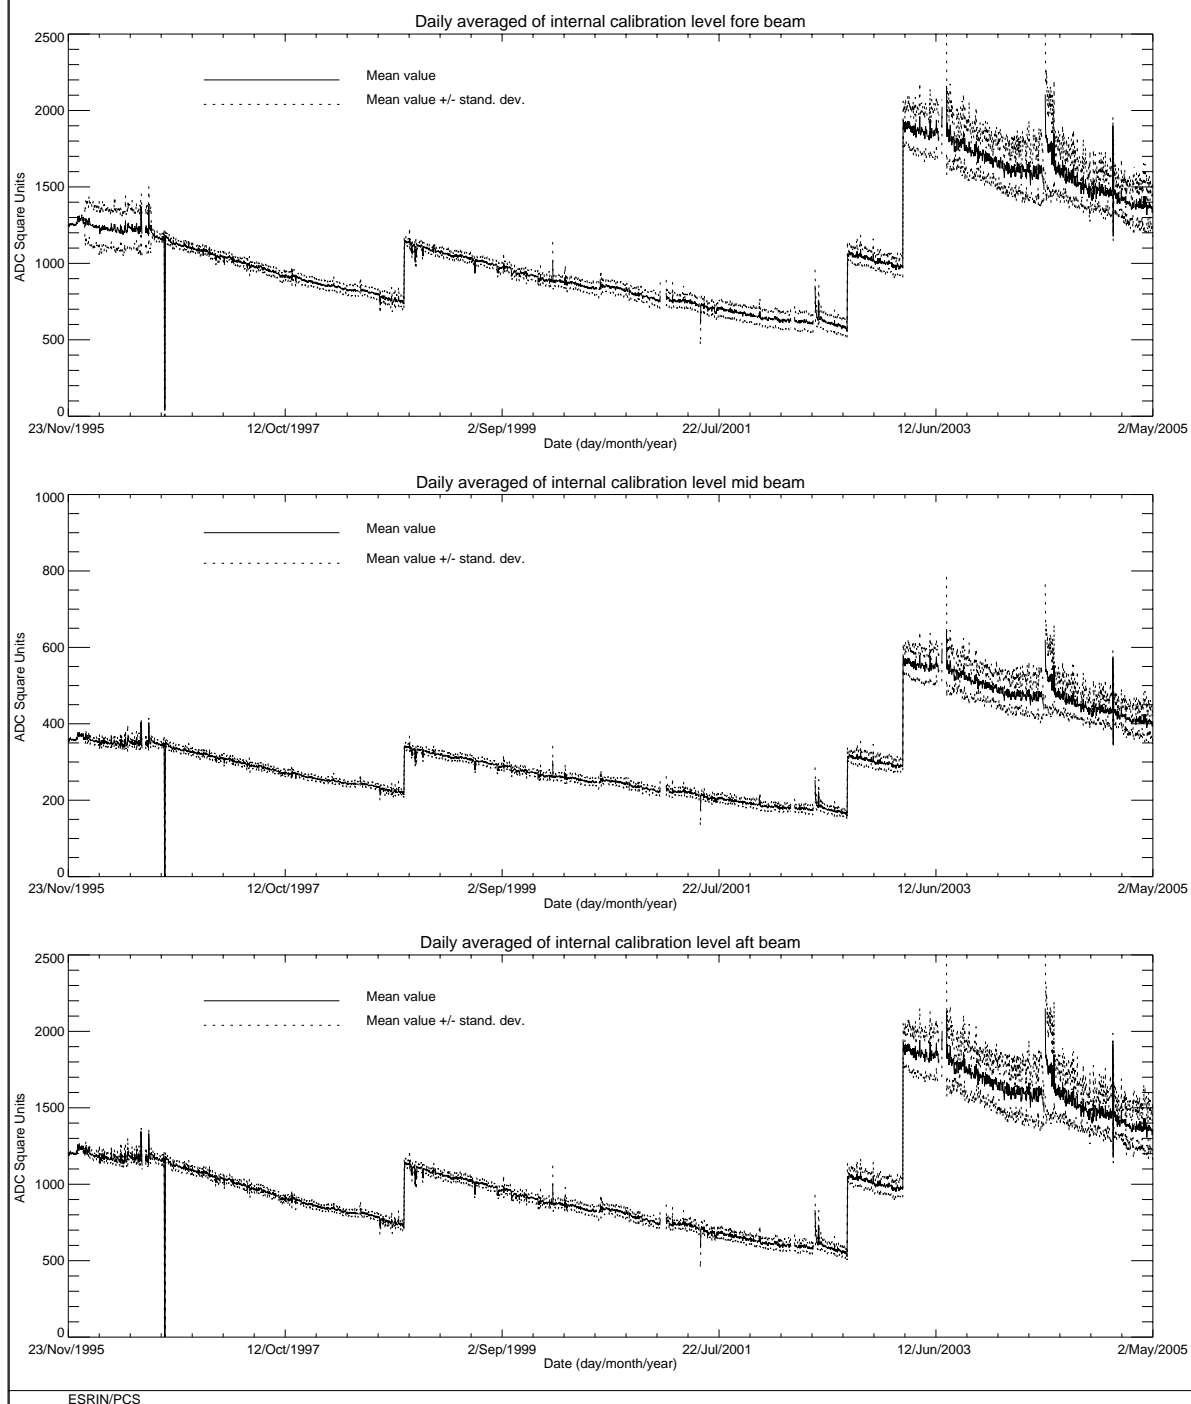 Daily averaged of internal calibration level fore beam
2500
2000
1500
1000
500
0
ADC Square Units
Mean value
Mean value +/- stand. dev.
23/Nov/1995 12/Oct/1997 2/Sep/1999 22/Jul/2001 12/Jun/2003 2/May/2005
Date (day/month/year)
Daily averaged of internal calibration level mid beam
1000
800
600
400
200
0
ADC Square Units
Mean value
Mean value +/- stand. dev.
23/Nov/1995 12/Oct/1997 2/Sep/1999 22/Jul/2001 12/Jun/2003 2/May/2005
Date (day/month/year)
Daily averaged of internal calibration level aft beam
2500
2000
1500
1000
500
0
ADC Square Units
Mean value
Mean value +/- stand. dev.
23/Nov/1995 12/Oct/1997 2/Sep/1999 22/Jul/2001 12/Jun/2003 2/May/2005
Date (day/month/year)
ESRIN/PCS